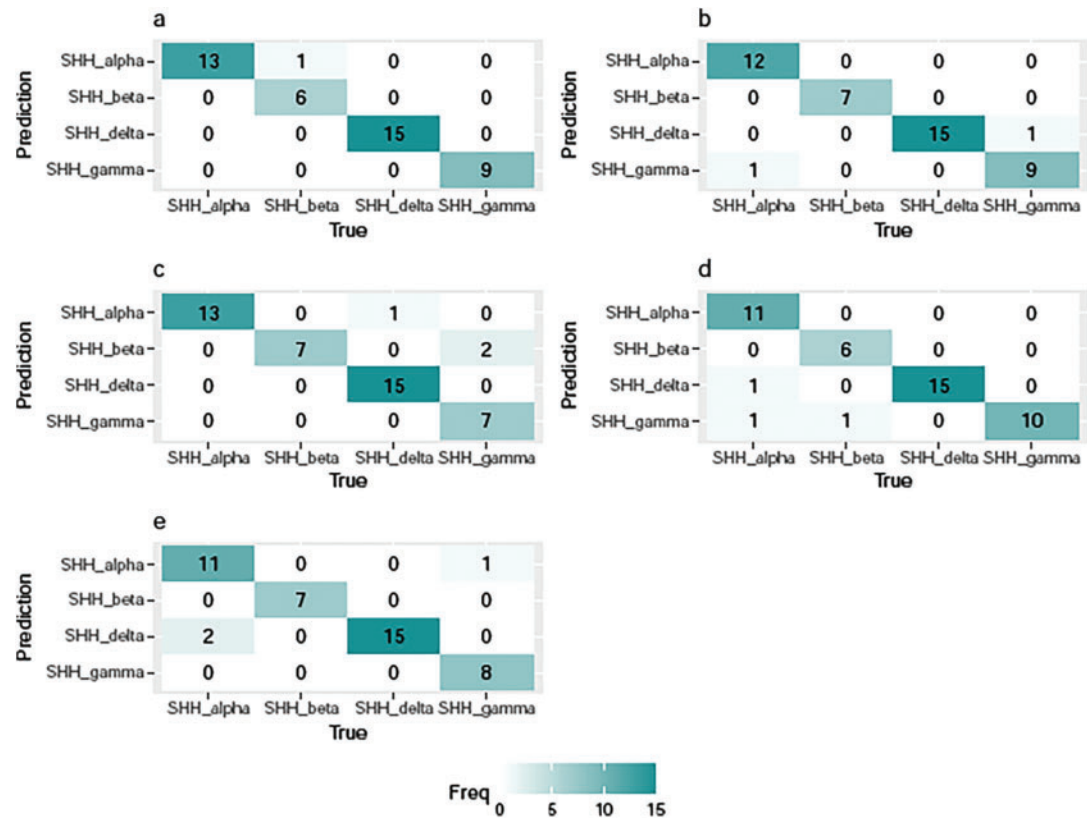 a
Prediction
SHH_alpha 13 1 0 0
SHH_beta 0 6 0 0
SHH_delta 0 0 15 0
SHH_gamma 0 0 0 9
SHH_alpha SHH_beta SHH_delta SHH_gamma
True
b
Prediction
SHH_alpha 12 0 0 0
SHH_beta 0 7 0 0
SHH_delta 0 0 15 1
SHH_gamma 1 0 0 9
SHH_alpha SHH_beta SHH_delta SHH_gamma
True
c
Prediction
SHH_alpha 13 0 1 0
SHH_beta 0 7 0 2
SHH_delta 0 0 15 0
SHH_gamma 0 0 0 7
SHH_alpha SHH_beta SHH_delta SHH_gamma
True
d
Prediction
SHH_alpha 11 0 0 0
SHH_beta 0 6 0 0
SHH_delta 1 0 15 0
SHH_gamma 1 1 0 10
SHH_alpha SHH_beta SHH_delta SHH_gamma
True
e
Prediction
SHH_alpha 11 0 0 1
SHH_beta 0 7 0 0
SHH_delta 2 0 15 0
SHH_gamma 0 0 0 8
SHH_alpha SHH_beta SHH_delta SHH_gamma
True
Freq
0 5 10 15